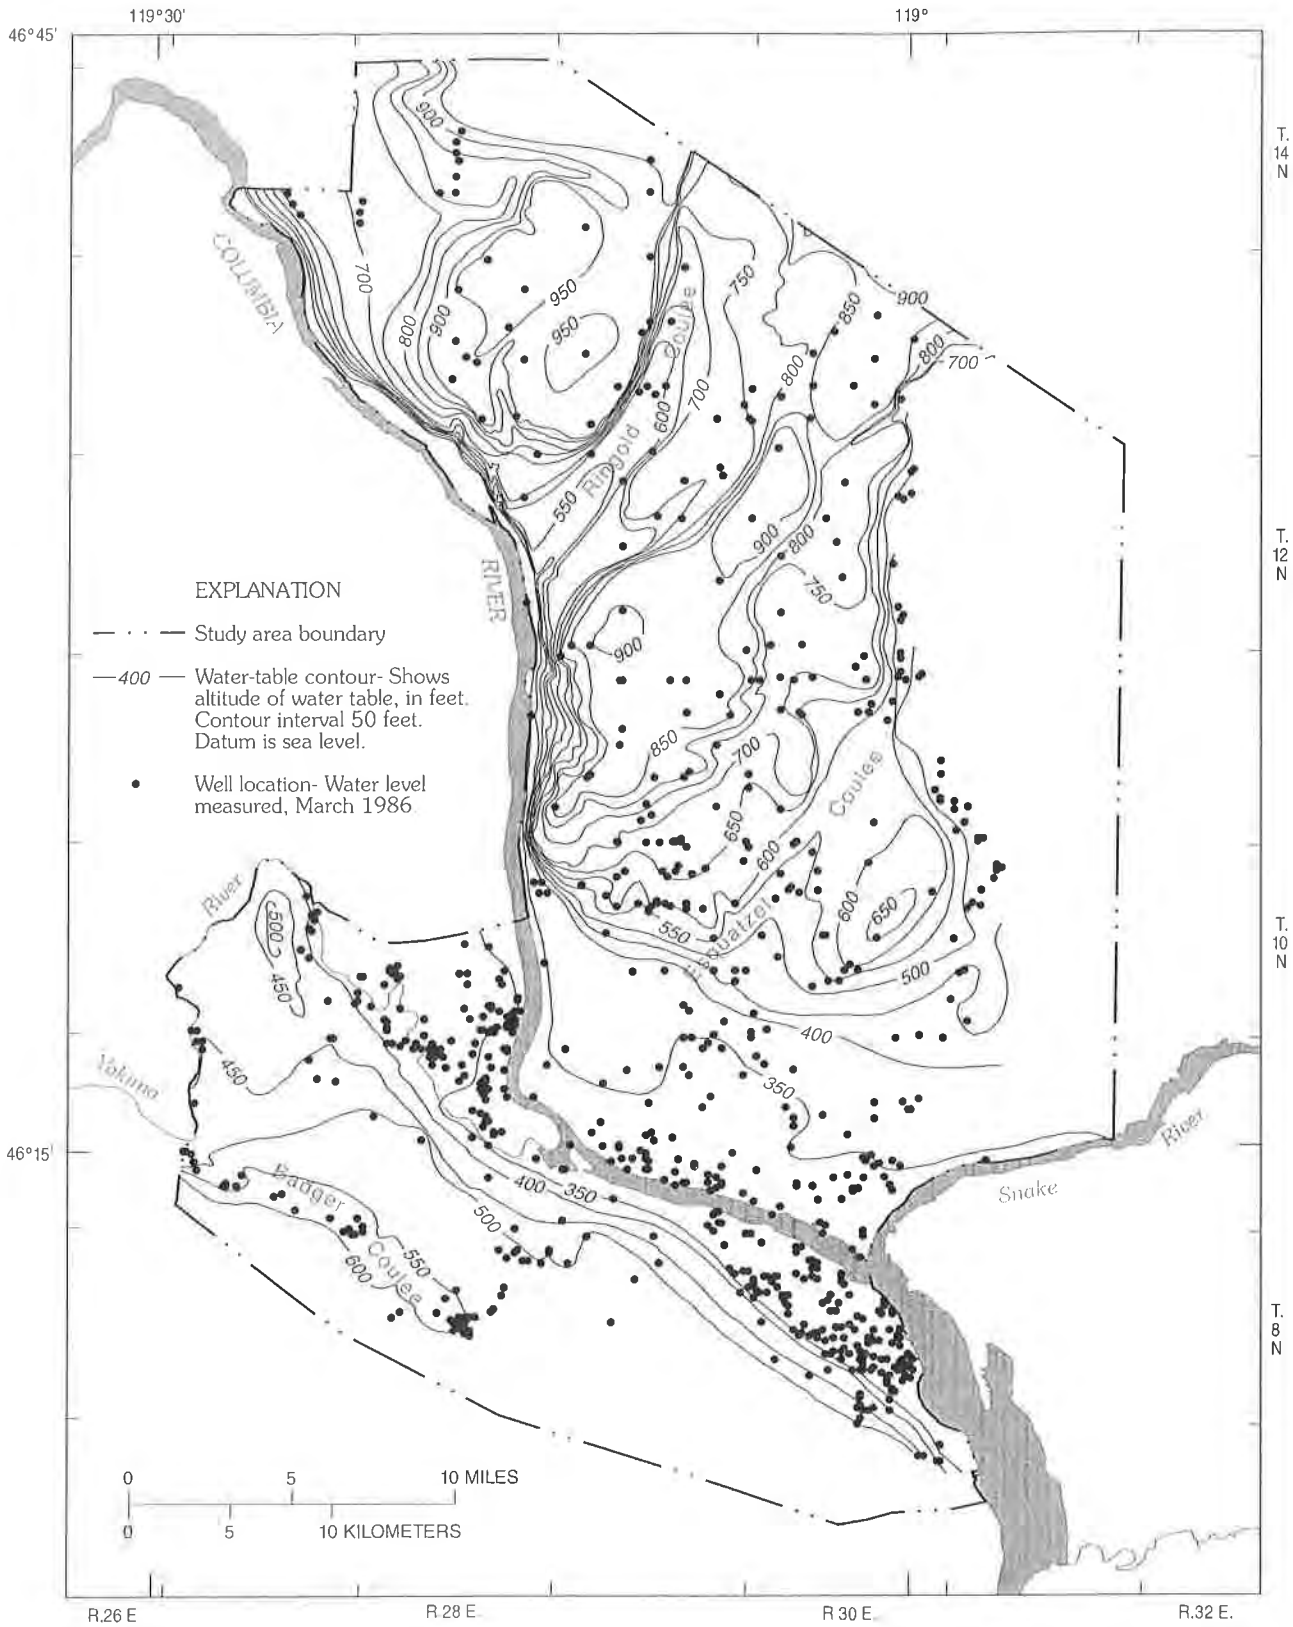 119°30' 119°
46°45'
T.
14
N
900
COLUMBIA
700
800
900
950
950
Coulee
750
850
900
800
700
800
600
700
Ringold
550
T.
12
N
900
800
750
RIVER
900
EXPLANATION
Study area boundary
400 Water-table contour- Shows
altitude of water table, in feet.
Contour interval 50 feet.
Datum is sea level.
Well location- Water level
measured, March 1986
850
700
Coulee
650
600
River
500
600
650
550
Esquatzel
T.
10
N
450
500
400
450
350
Yakima
46°15'
River
Snake
Badger
400
350
500
550
Coulee
600
T.
8
N
0 5 10 MILES
0 5 10 KILOMETERS
R.26 E R.28 E. R 30 E. R.32 E.